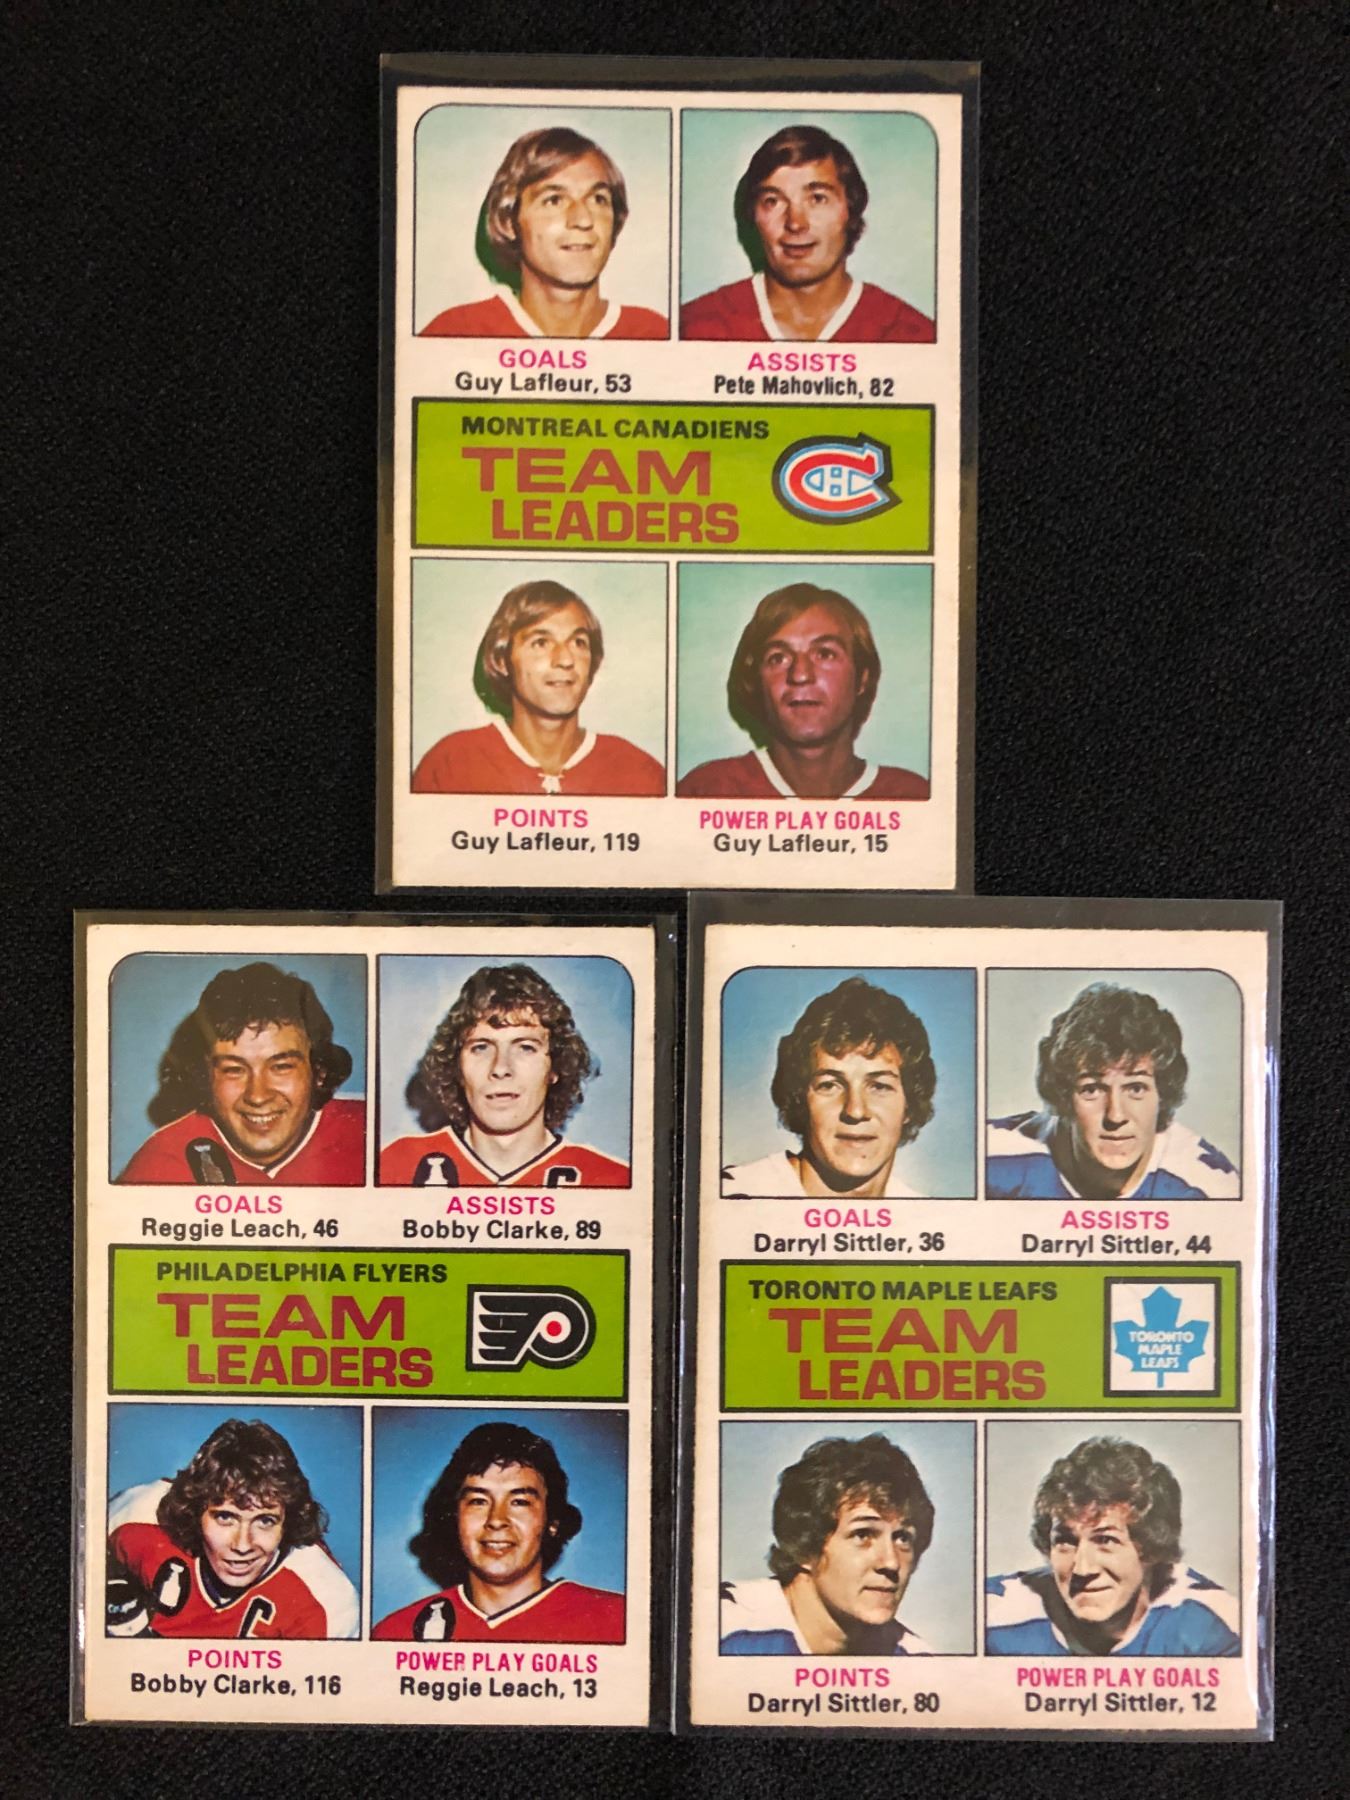 GOALS
Guy Lafleur, 53
ASSISTS
Pete Mahovlich, 82
MONTREAL CANADIENS
TEAM
LEADERS
POINTS
Guy Lafleur, 119
POWER PLAY GOALS
Guy Lafleur, 15
GOALS
Reggie Leach, 46
ASSISTS
Bobby Clarke, 89
PHILADELPHIA FLYERS
TEAM
LEADERS
POINTS
Bobby Clarke, 116
POWER PLAY GOALS
Reggie Leach, 13
GOALS
Darryl Sittler, 36
ASSISTS
Darryl Sittler, 44
TORONTO MAPLE LEAFS
TEAM
LEADERS
TORONTO
MAPLE
LEAFS
POINTS
Darryl Sittler, 80
POWER PLAY GOALS
Darryl Sittler, 12